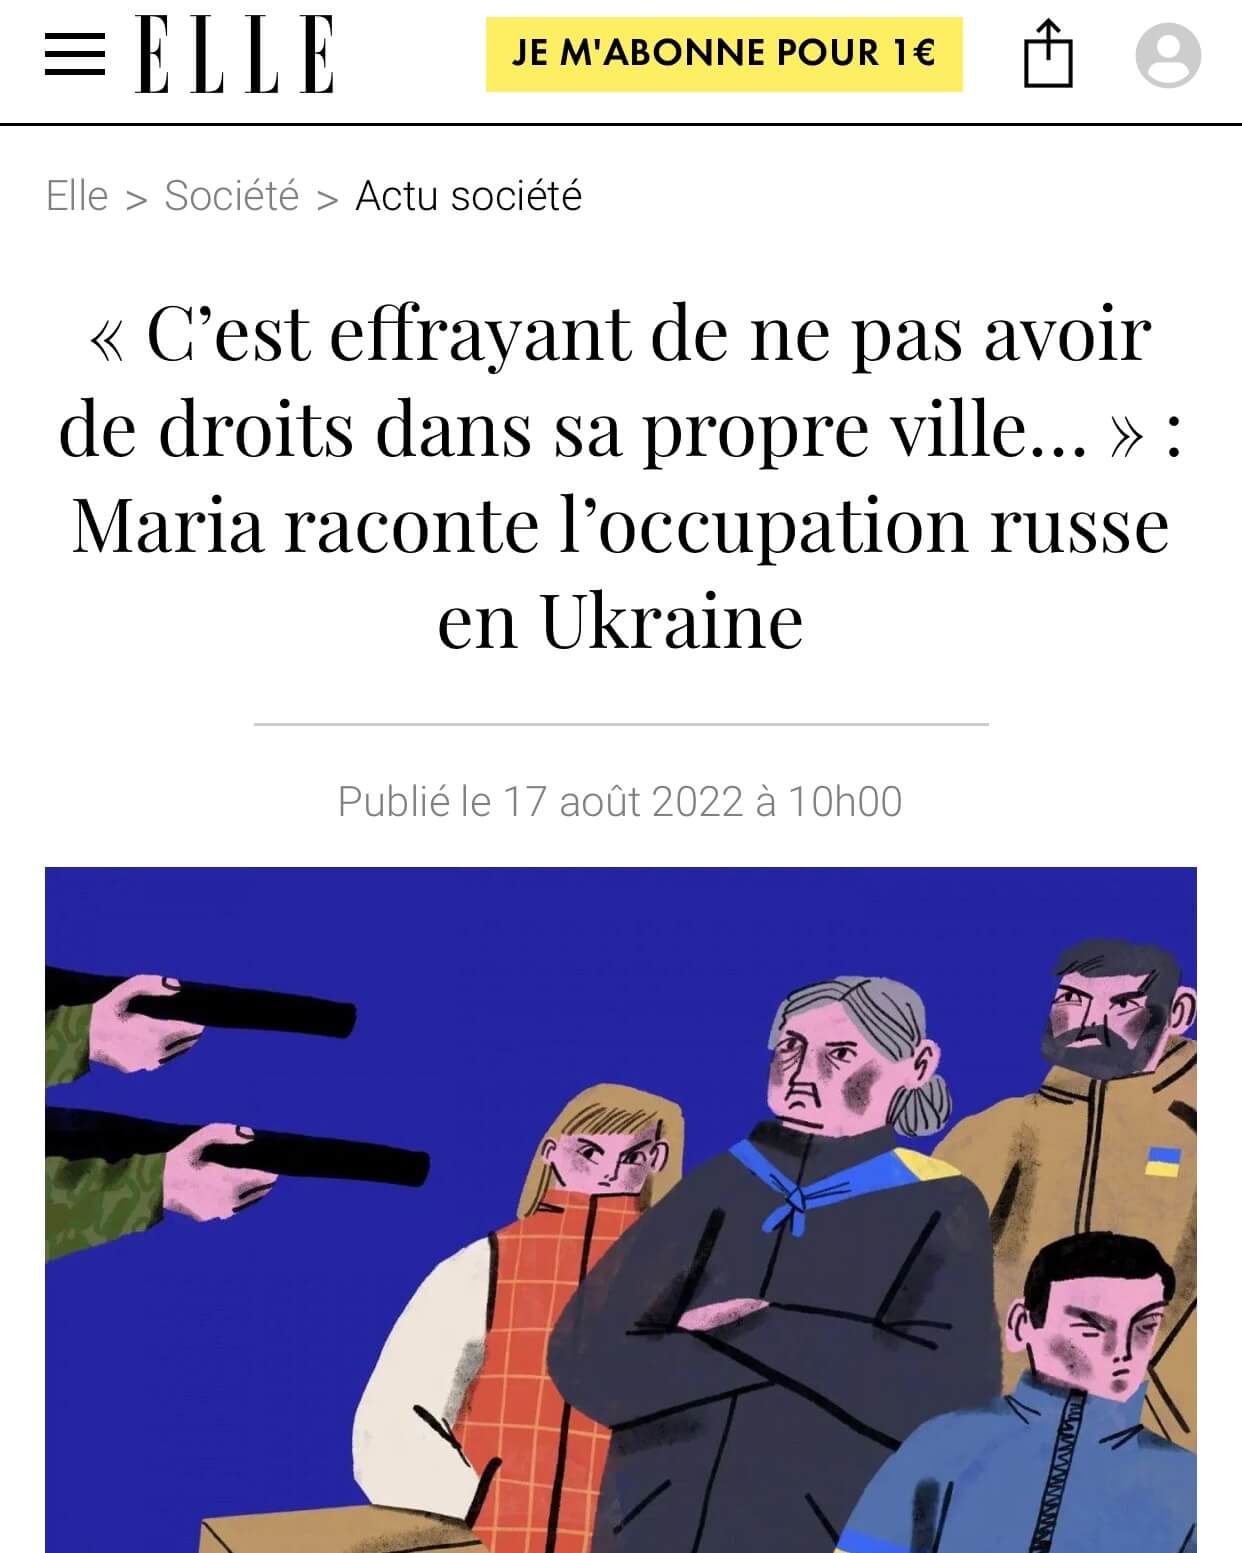 ELLE
JE M'ABONNE POUR 1€
Elle > Société > Actu société
« C’est effrayant de ne pas avoir
de droits dans sa propre ville... » :
Maria raconte l’occupation russe
en Ukraine
Publié le 17 août 2022 à 10h00